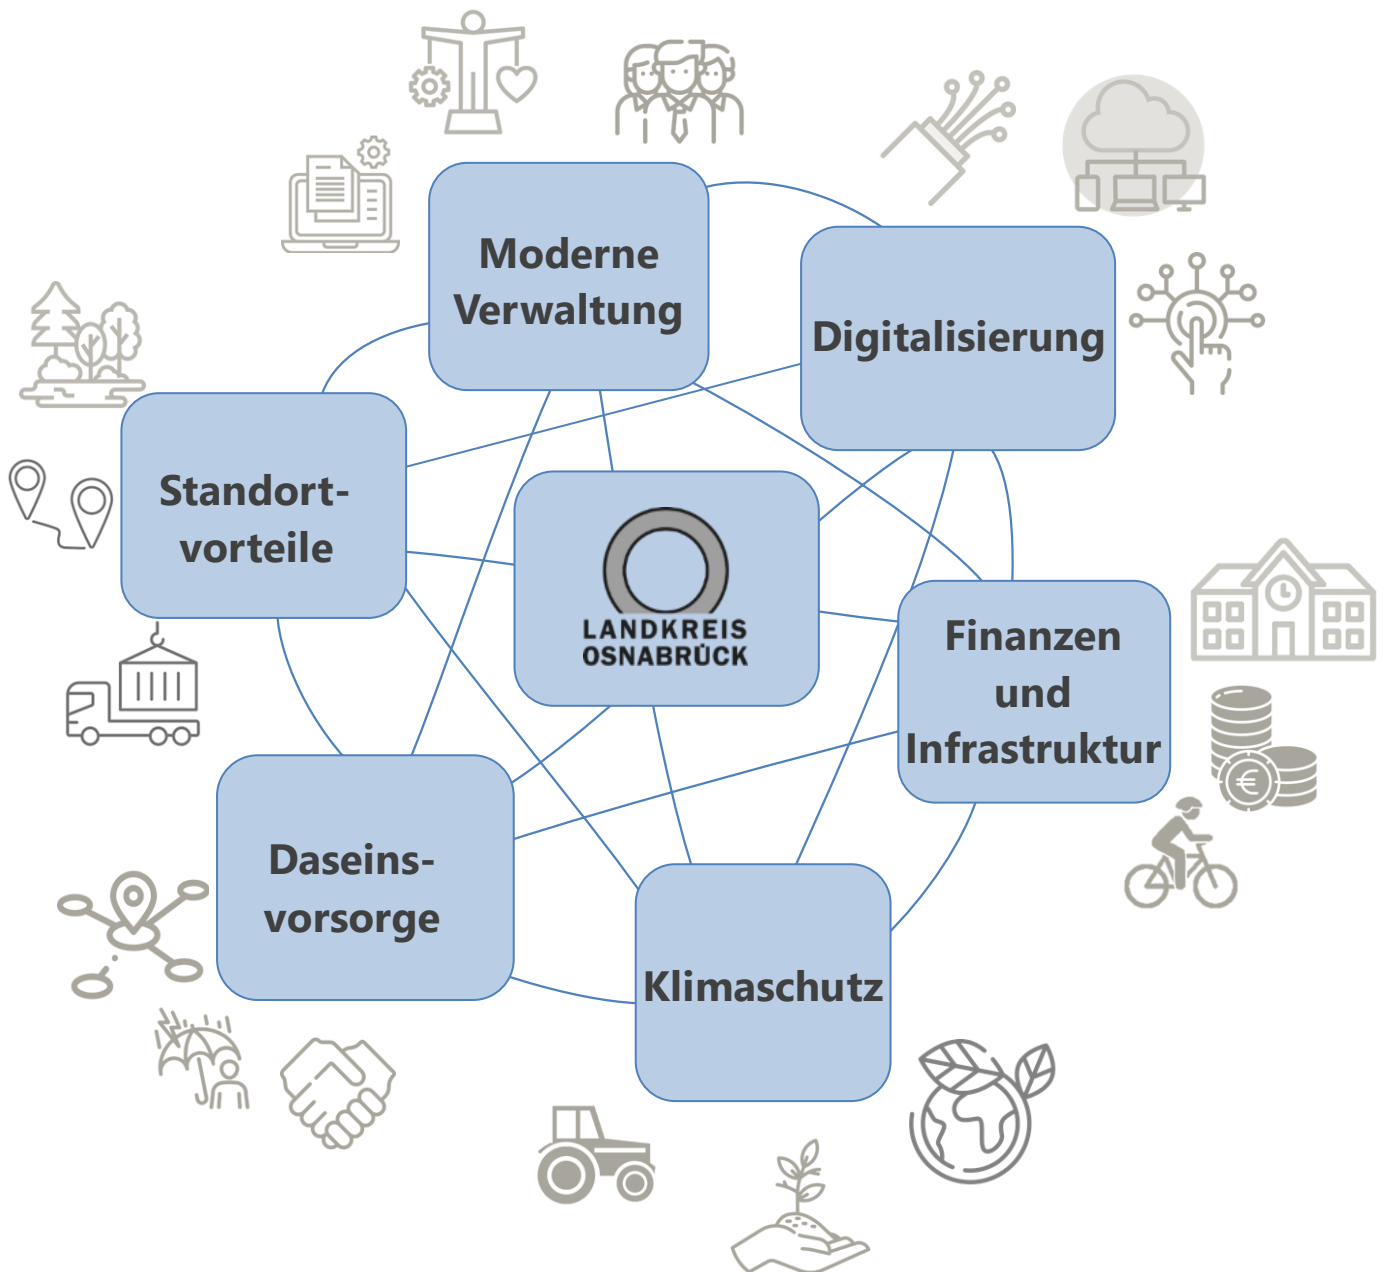 Moderne
Verwaltung
Digitalisierung
Standort-
vorteile
LANDKREIS
OSNABRÜCK
Finanzen
und
Infrastruktur
Daseins-
vorsorge
Klimaschutz
€